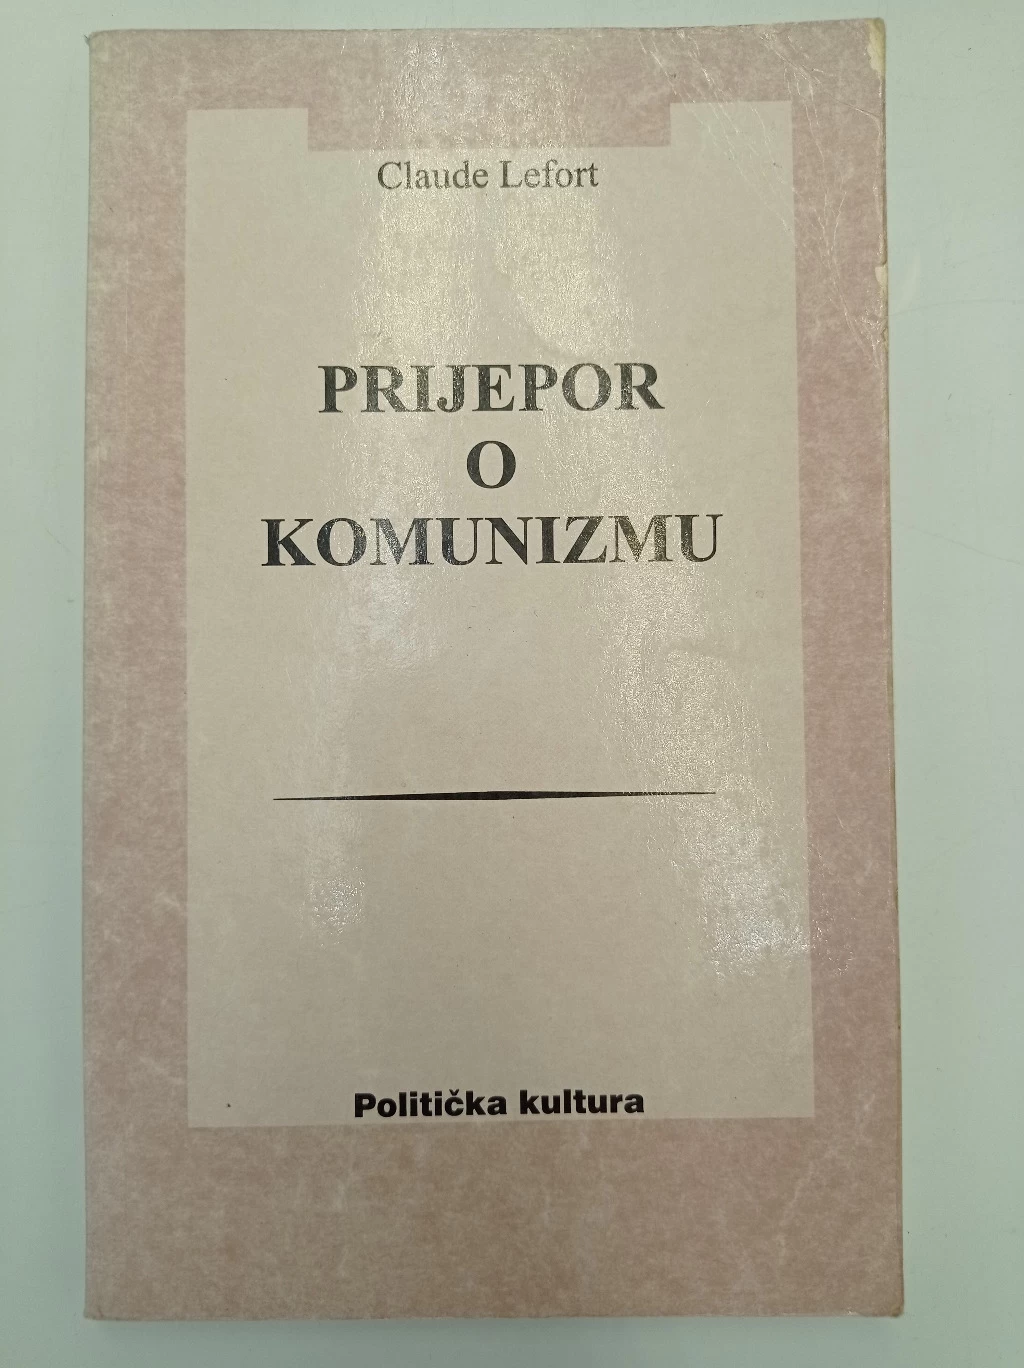 Claude Lefort
PRIJEPOR
O
KOMUNIZMU
Politička kultura